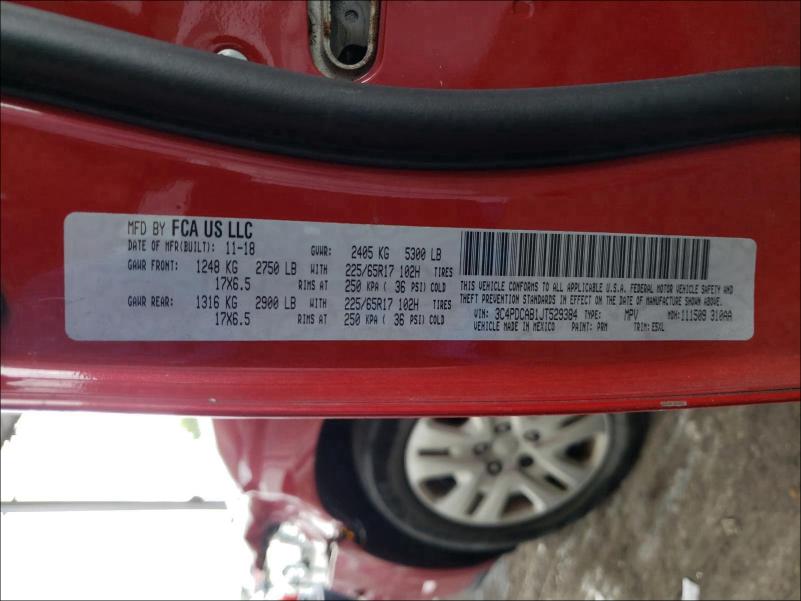 MFD BY FCA US LLC
DATE OF MFR(BUILT): 11-18 GVWR: 2405 KG 5300 LB
GAWR FRONT: 1248 KG 2750 LB WITH 225/65R17 102H TIRES
17X6.5 RIMS AT 250 KPA ( 36 PSI) COLD
GAWR REAR: 1316 KG 2900 LB WITH 225/65R17 102H TIRES
17X6.5 RIMS AT 250 KPA ( 36 PSI) COLD
THIS VEHICLE CONFORMS TO ALL APPLICABLE U.S.A. FEDERAL MOTOR VEHICLE SAFETY AND
THEFT PREVENTION STANDARDS IN EFFECT ON THE DATE OF MANUFACTURE SHOWN ABOVE.
VIN: 3C4PDCAB1JT529384 TYPE: MPV MDH: 111509 310AA
VEHICLE MADE IN MEXICO PAINT: PRM TRIM: E5XL